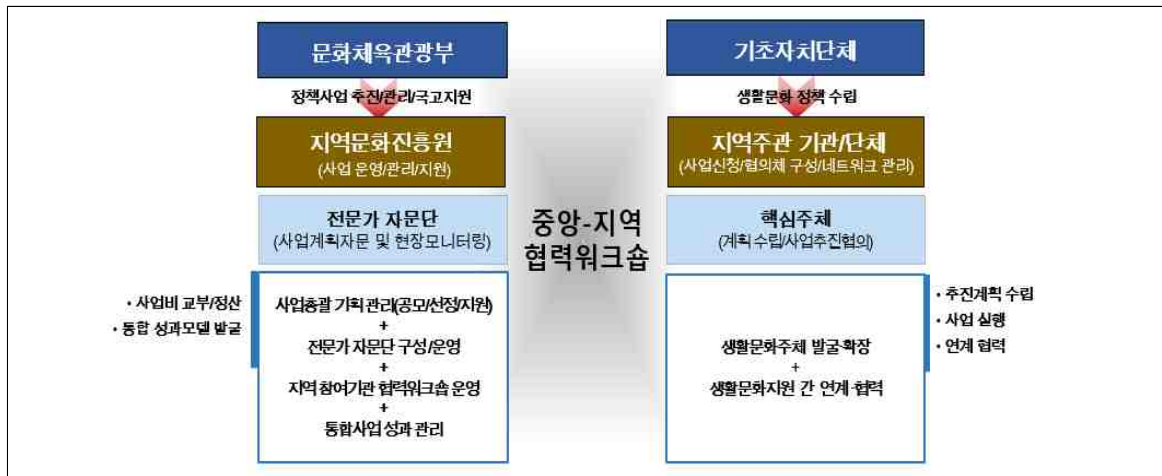 문화체육관광부
정책사업 추진/관리/국고지원
지역문화진흥원
(사업 운영/관리/지원)
전문가 자문단
(사업계획자문 및 현장모니터링)
• 사업비 교부/정산
• 통합 성과모델 발굴
사업총괄 기획 관리(공모/선정/지원)
+
전문가 자문단 구성/운영
+
지역 참여기관 협력워크숍 운영
+
통합사업 성과 관리
중앙-지역
협력워크숍
기초자치단체
생활문화 정책 수립
지역주관 기관/단체
(사업신청/협의체 구성/네트워크 관리)
핵심주체
(계획 수립/사업추진협의)
생활문화주체 발굴·확장
+
생활문화지원 간 연계·협력
• 추진계획 수립
• 사업 실행
• 연계 협력